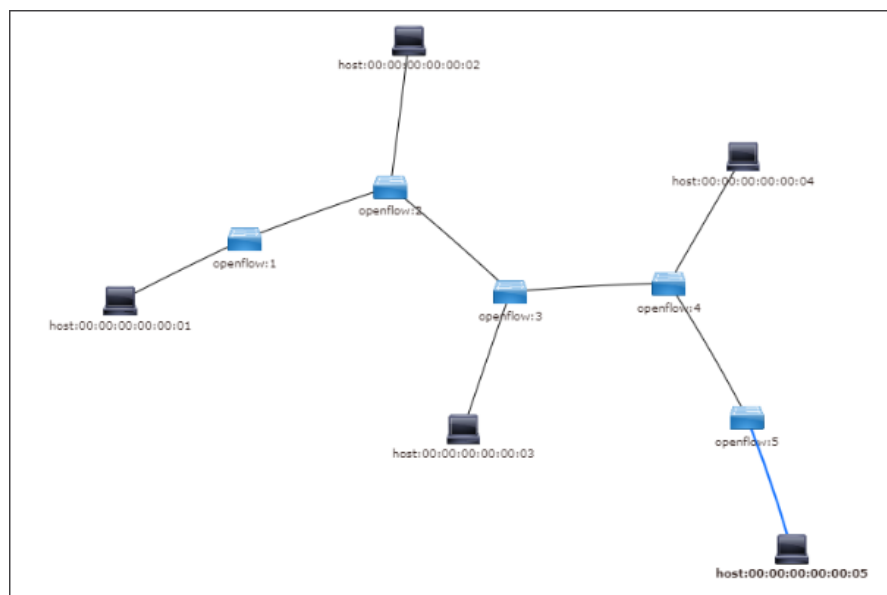 host:00:00:00:00:00:02
host:00:00:00:00:00:04
openflow:2
openflow:1
openflow:4
openflow:3
host:00:00:00:00:00:01
openflow:5
host:00:00:00:00:00:03
host:00:00:00:00:00:05